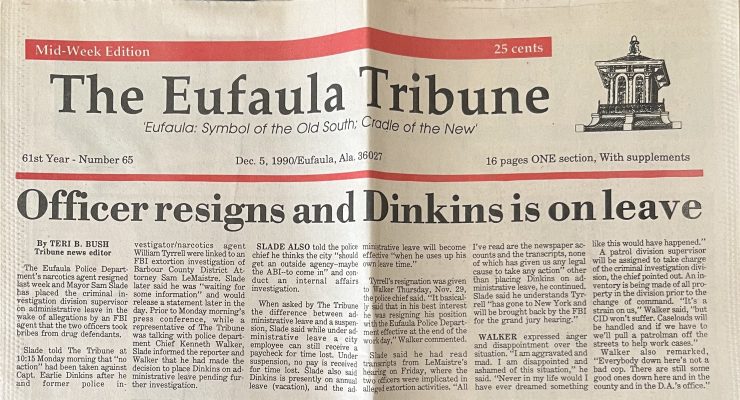 Mid-Week Edition
25 cents
The Eufaula Tribune
'Eufaula: Symbol of the Old South; Cradle of the New'
61st Year - Number 65
Dec. 5, 1990/Eufaula, Ala. 36027
16 pages ONE section, With supplements
Officer resigns and Dinkins is on leave
By TERI B. BUSH
Tribune news editor
The Eufaula Police Depart-
ment's narcotics agent resigned
last week and Mayor Sam Slade
has placed the criminal in-
vestigation division supervisor
on administrative leave in the
wake of allegations by an FBI
agent that the two officers took
bribes from drug defendants.
Slade told The Tribune at
10:15 Monday morning that "no
action" had been taken against
Capt. Earlie Dinkins after he
and former police in-
vestigator/narcotics agent
William Tyrrell were linked to an
FBI extortion investigation of
Barbour County District At-
torney Sam LeMaistre. Slade
later said he was "waiting for
some information" and would
release a statement later in the
day. Prior to Monday morning's
press conference, while a
representative of The Tribune
was talking with police depart-
ment Chief Kenneth Walker,
Slade informed the reporter and
Walker that he had made the
decision to place Dinkins on ad-
ministrative leave pending fur-
ther investigation.
SLADE ALSO told the police
chief he thinks the city "should
get an outside agency-maybe
the ABI--to come in" and con-
duct an internal affairs
investigation.
When asked by The Tribune
the difference between ad-
ministrative leave and a suspen-
sion, Slade said while under ad-
ministrative leave a city
employee can still receive a
paycheck for time lost. Under
suspension, no pay is received
for time lost. Slade also said
Dinkins is presently on annual
leave (vacation), and the ad-
ministrative leave will become
effective "when he uses up his
own leave time."
Tyrell's resignation was given
to Walker Thursday, Nov. 29,
the police chief said. "It basical-
ly said that in his best interest
he was resigning his position
with the Eufaula Police Depart-
ment effective at the end of the
work day," Walker commented.
Slade said he had read
transcripts from LeMaistre's
hearing on Friday, where the
two officers were implicated in
alleged extortion activities. "All
I've read are the newspaper ac-
counts and the transcripts, none
of which has given us any legal
cause to take any action" other
than placing Dinkins on ad-
ministrative leave, he continued.
Slade said he understands Tyr-
rell "has gone to New York and
will be brought back by the FBI
for the grand jury hearing."
WALKER expressed anger
and disappointment over the
situation. "I am aggravated and
mad. I am disappointed and
ashamed of this situation," he
said. "Never in my life would I
have ever dreamed something
like this would have happened."
A patrol division supervisor
will be assigned to take charge
of the criminal investigation divi-
sion, the chief pointed out. An in-
ventory is being made of all pro-
perty in the division prior to the
charge of command. "It's a
strain on us," Walker said, "but
CID won't suffer. Caseloads will
be handled and if we have to
we'll pull a patrolman off the
streets to help work cases."
Walker also remarked,
"Everybody down here's not a
bad cop. There are still some
good ones down here and in the
county and in the D.A.'s office."